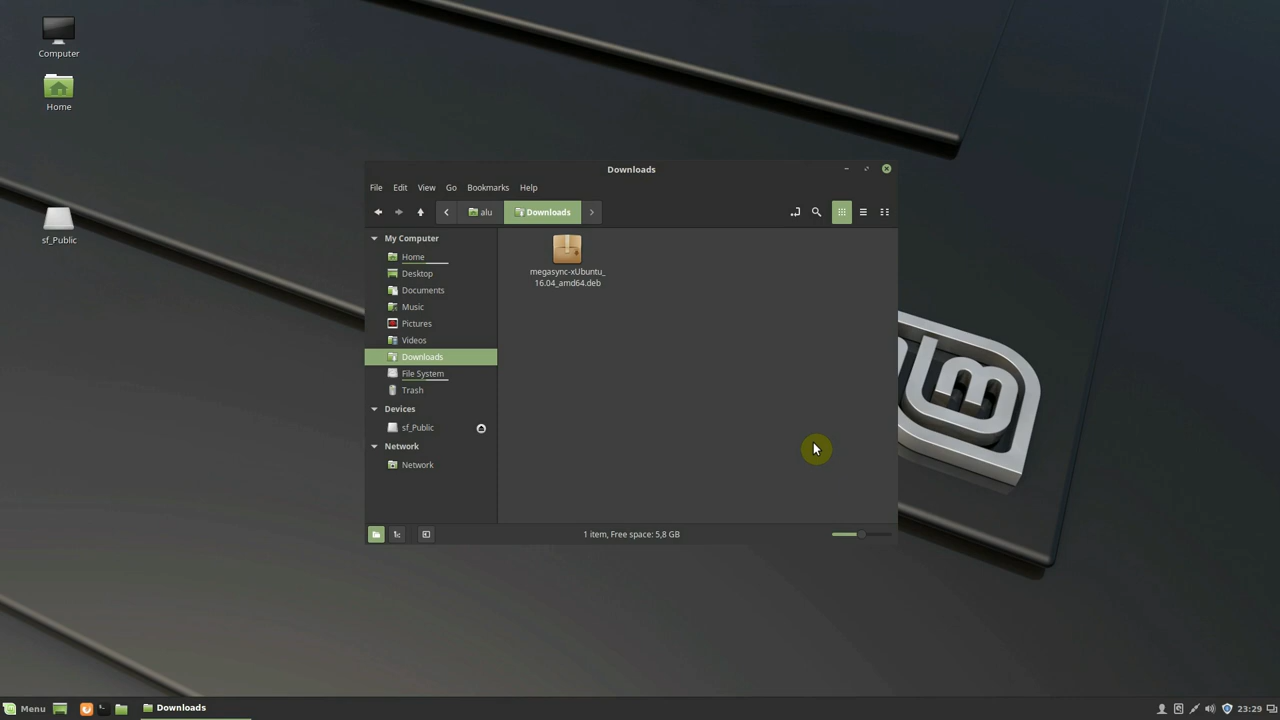 Computer
Home
sf_Public
Downloads
File Edit View Go Bookmarks Help
alu Downloads
My Computer
Home
Desktop
Documents
Music
Pictures
Videos
Downloads
File System
Trash
Devices
sf_Public
Network
Network
megasync-xUbuntu_
16.04_amd64.deb
1 item, Free space: 5,8 GB
Menu Downloads 23:29